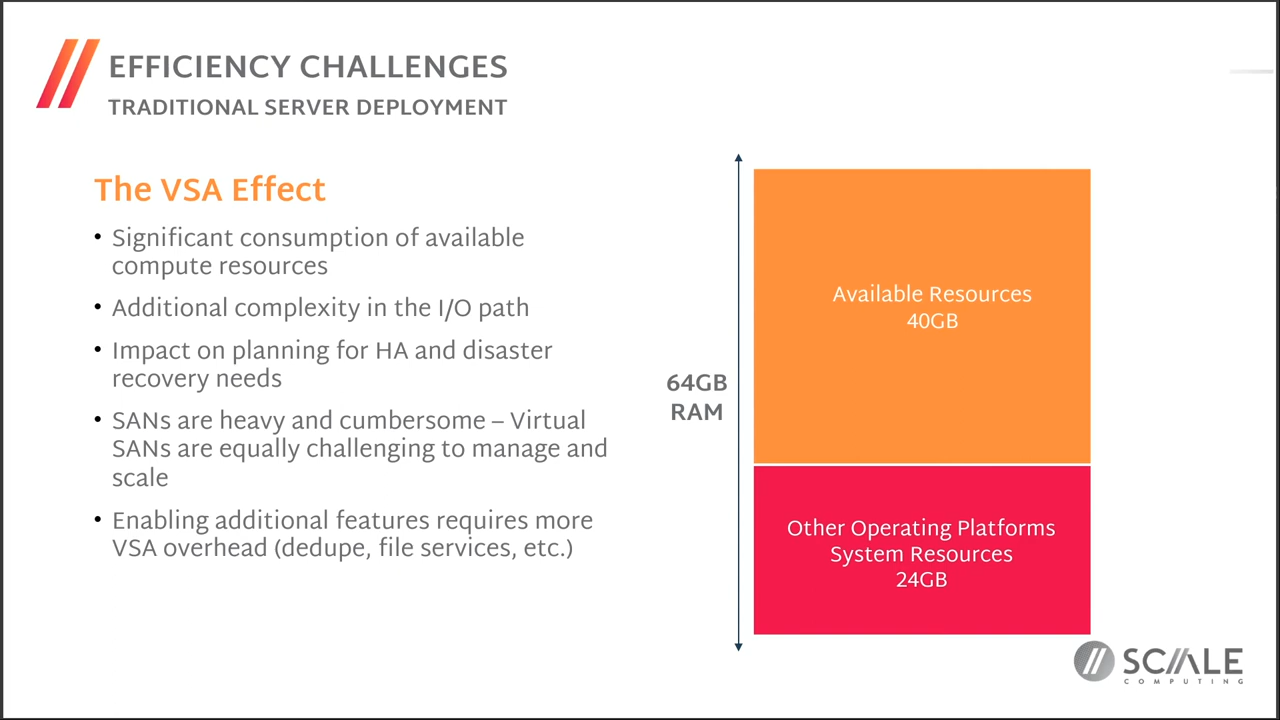 EFFICIENCY CHALLENGES
TRADITIONAL SERVER DEPLOYMENT
The VSA Effect
• Significant consumption of available
compute resources
• Additional complexity in the I/O path
• Impact on planning for HA and disaster
recovery needs
• SANs are heavy and cumbersome – Virtual
SANs are equally challenging to manage and
scale
• Enabling additional features requires more
VSA overhead (dedupe, file services, etc.)
64GB
RAM
Available Resources
40GB
Other Operating Platforms
System Resources
24GB
SCALE
COMPUTING